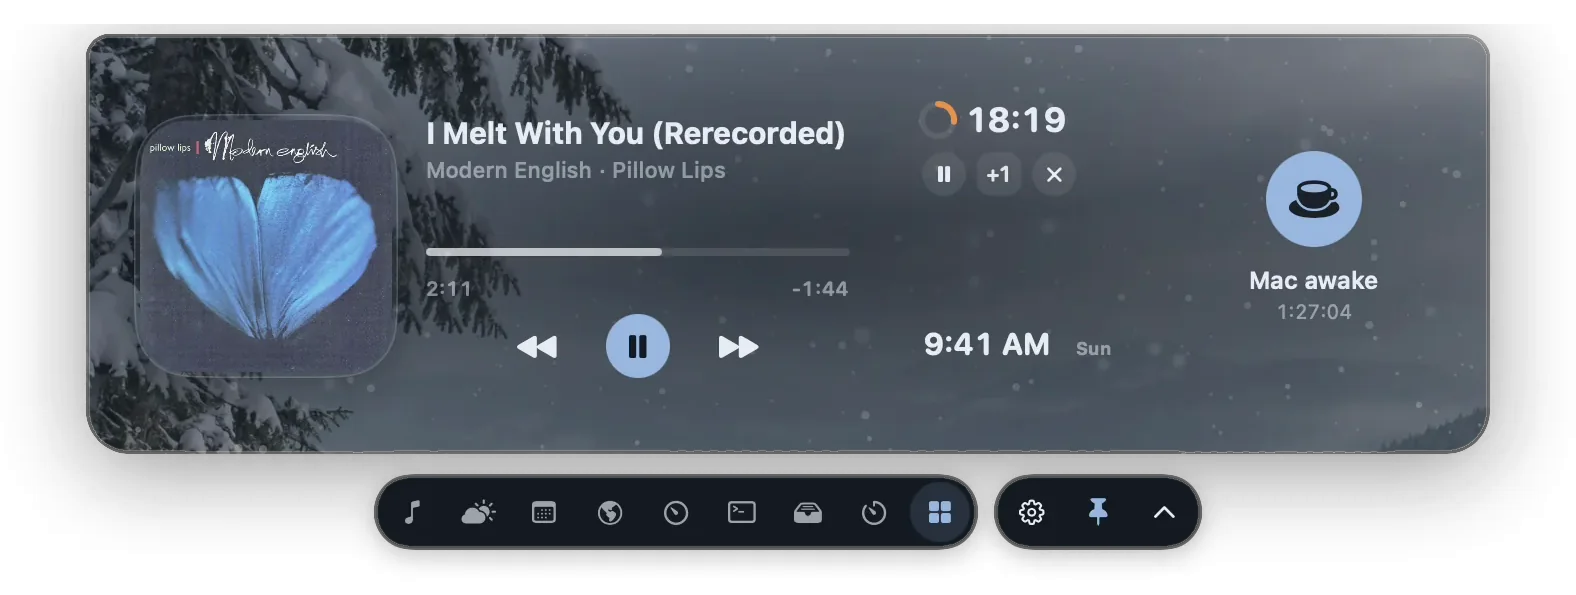 pillow lips | Modern english
I Melt With You (Rerecorded)
Modern English · Pillow Lips
2:11
-1:44
18:19
+1
9:41 AM Sun
Mac awake
1:27:04